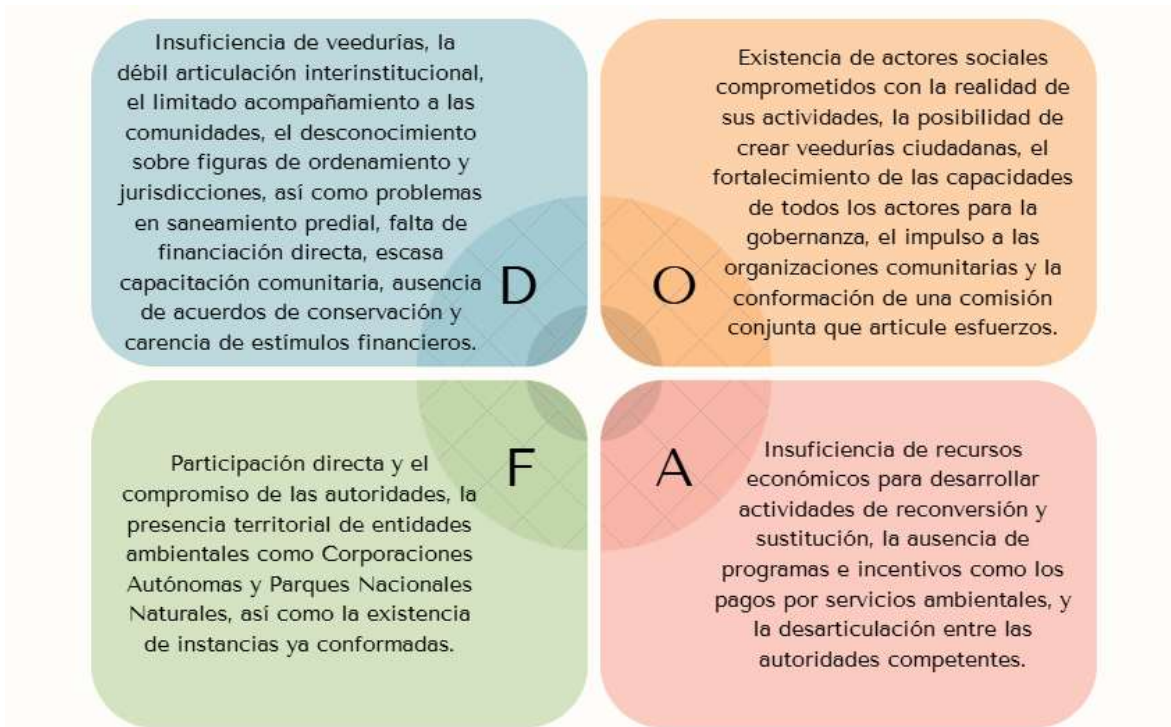 Insuficiencia de veedurías, la
débil articulación interinstitucional,
el limitado acompañamiento a las
comunidades, el desconocimiento
sobre figuras de ordenamiento y
jurisdicciones, así como problemas
en saneamiento predial, falta de
financiación directa, escasa
capacitación comunitaria, ausencia
de acuerdos de conservación y
carencia de estímulos financieros.
D
Existencia de actores sociales
comprometidos con la realidad de
sus actividades, la posibilidad de
crear veedurías ciudadanas, el
fortalecimiento de las capacidades
de todos los actores para la
gobernanza, el impulso a las
organizaciones comunitarias y la
conformación de una comisión
conjunta que articule esfuerzos.
O
Participación directa y el
compromiso de las autoridades, la
presencia territorial de entidades
ambientales como Corporaciones
Autónomas y Parques Nacionales
Naturales, así como la existencia
de instancias ya conformadas.
F
Insuficiencia de recursos
económicos para desarrollar
actividades de reconversión y
sustitución, la ausencia de
programas e incentivos como los
pagos por servicios ambientales, y
la desarticulación entre las
autoridades competentes.
A